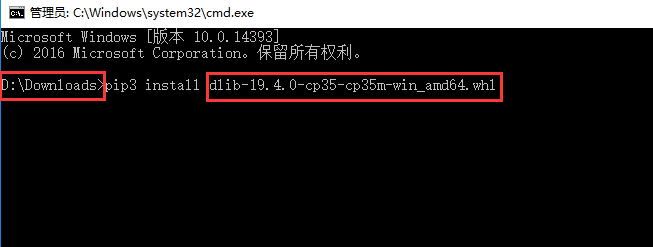 管理员: C:\Windows\system32\cmd.exe
Microsoft Windows [版本 10.0.14393]
(c) 2016 Microsoft Corporation。保留所有权利。
D:\Downloads>pip3 install dlib-19.4.0-cp35-cp35m-win_amd64.whl